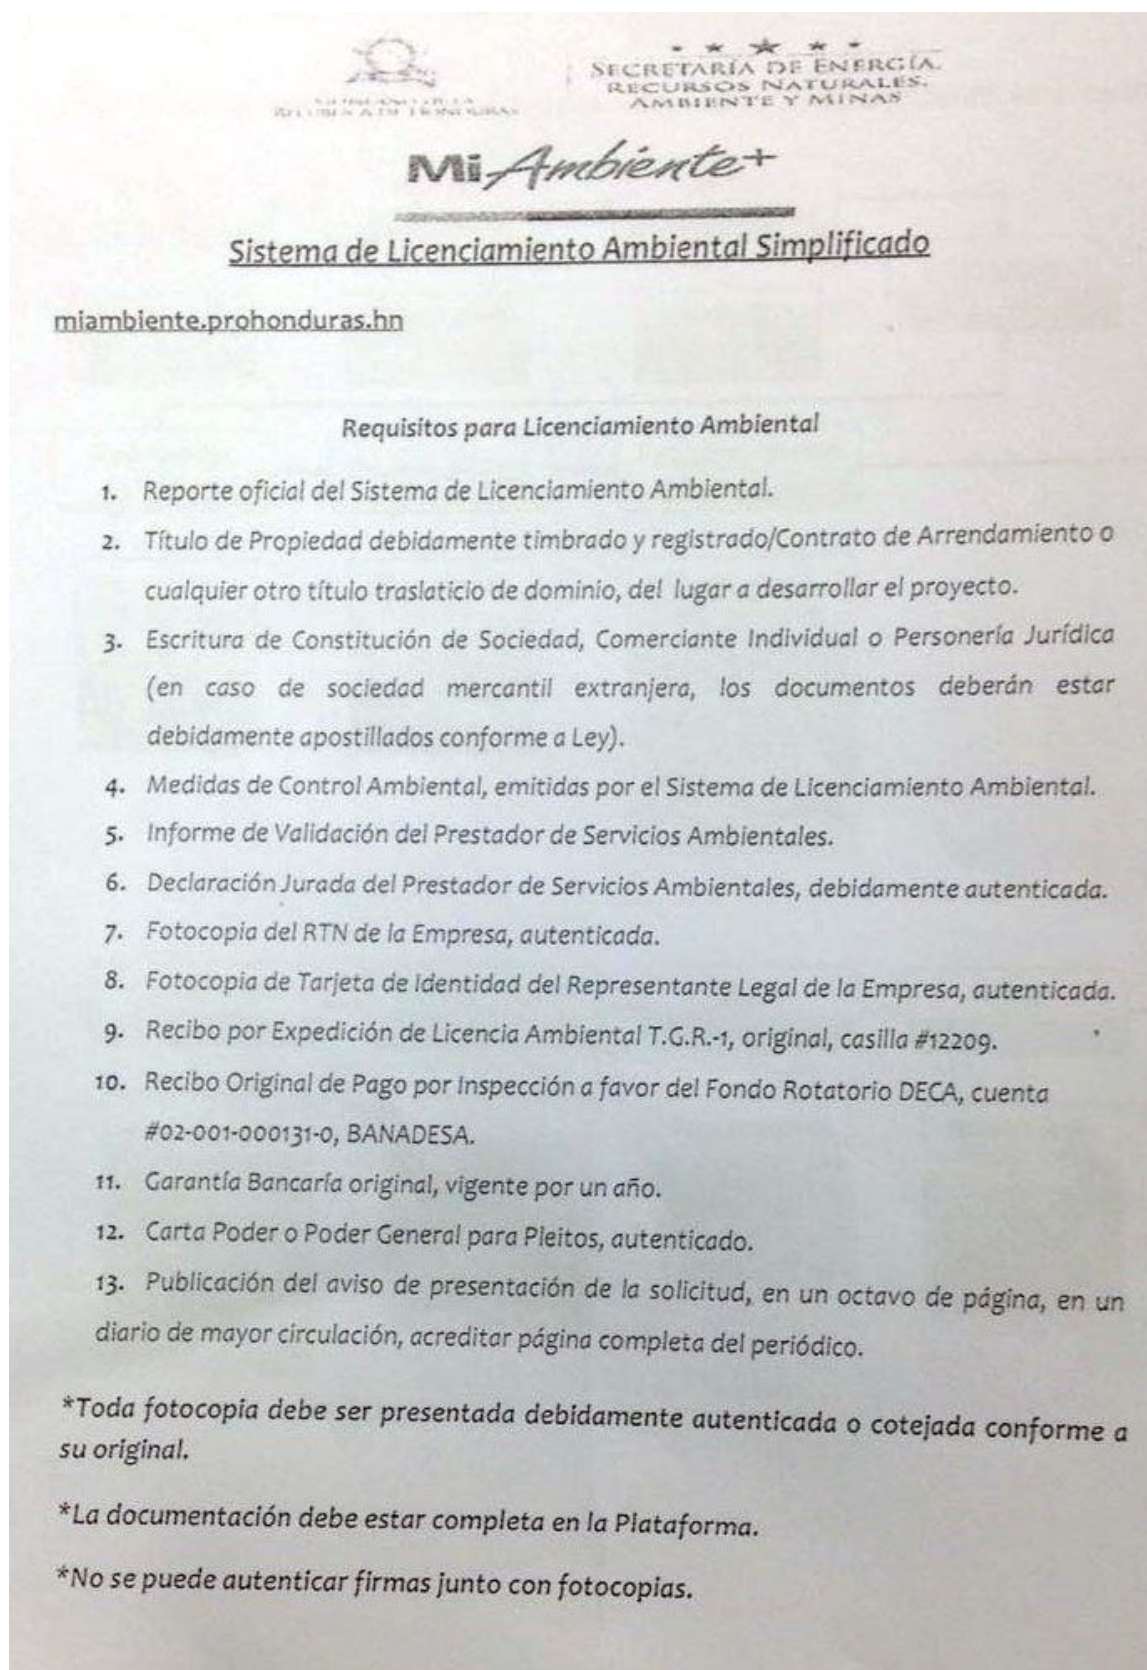 SECRETARÍA DE ENERGÍA,
RECURSOS NATURALES,
AMBIENTE Y MINAS
REPÚBLICA DE HONDURAS
Mi Ambiente+
Sistema de Licenciamiento Ambiental Simplificado
miambiente.prohonduras.hn
Requisitos para Licenciamiento Ambiental
1. Reporte oficial del Sistema de Licenciamiento Ambiental.
2. Título de Propiedad debidamente timbrado y registrado/Contrato de Arrendamiento o
cualquier otro título traslaticio de dominio, del lugar a desarrollar el proyecto.
3. Escritura de Constitución de Sociedad, Comerciante Individual o Personería Jurídica
(en caso de sociedad mercantil extranjera, los documentos deberán estar
debidamente apostillados conforme a Ley).
4. Medidas de Control Ambiental, emitidas por el Sistema de Licenciamiento Ambiental.
5. Informe de Validación del Prestador de Servicios Ambientales.
6. Declaración Jurada del Prestador de Servicios Ambientales, debidamente autenticada.
7. Fotocopia del RTN de la Empresa, autenticada.
8. Fotocopia de Tarjeta de Identidad del Representante Legal de la Empresa, autenticada.
9. Recibo por Expedición de Licencia Ambiental T.G.R.-1, original, casilla #12209.
10. Recibo Original de Pago por Inspección a favor del Fondo Rotatorio DECA, cuenta
#02-001-000131-0, BANADESA.
11. Garantía Bancaría original, vigente por un año.
12. Carta Poder o Poder General para Pleitos, autenticado.
13. Publicación del aviso de presentación de la solicitud, en un octavo de página, en un
diario de mayor circulación, acreditar página completa del periódico.
*Toda fotocopia debe ser presentada debidamente autenticada o cotejada conforme a
su original.
*La documentación debe estar completa en la Plataforma.
*No se puede autenticar firmas junto con fotocopias.